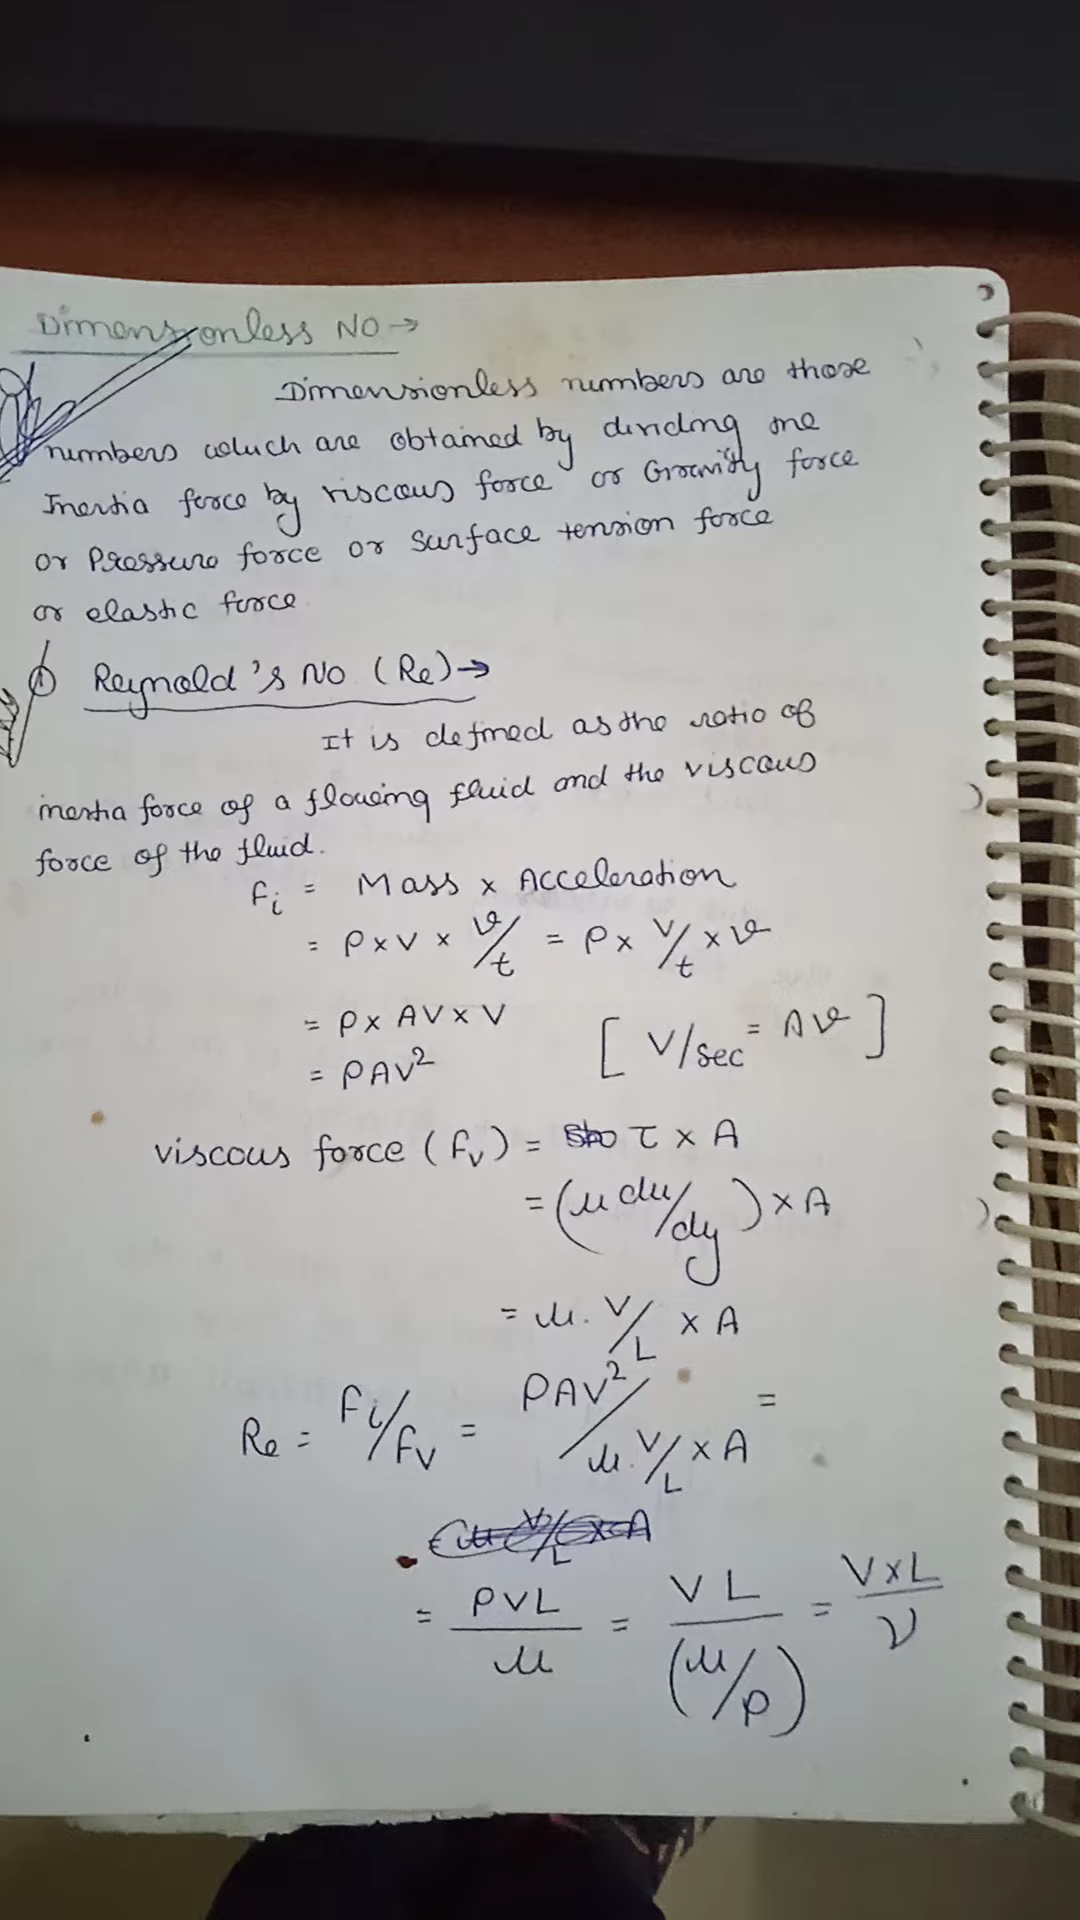 Dimensionless NO →
Dimensionless numbers are those
numbers which are obtained by dividing the
Inertia force by viscous force or Gravity force
or Pressure force or surface tension force
or elastic force.
① Reynold's No (Re) →
It is defined as the ratio of
inertia force of a flowing fluid and the viscous
force of the fluid.
Fi = Mass x Acceleration
= ρ x V x v/t = ρ x V/t x v
= ρ x AV x V [V/sec = Av]
= ρAV²
viscous force (Fv) = τ x A
= (μ du/dy) x A
= μ. V/L x A
Re = Fi/Fv = ρAV²/μ. V/L x A =
= ρVL/μ = VL/(μ/ρ) = VxL/ν